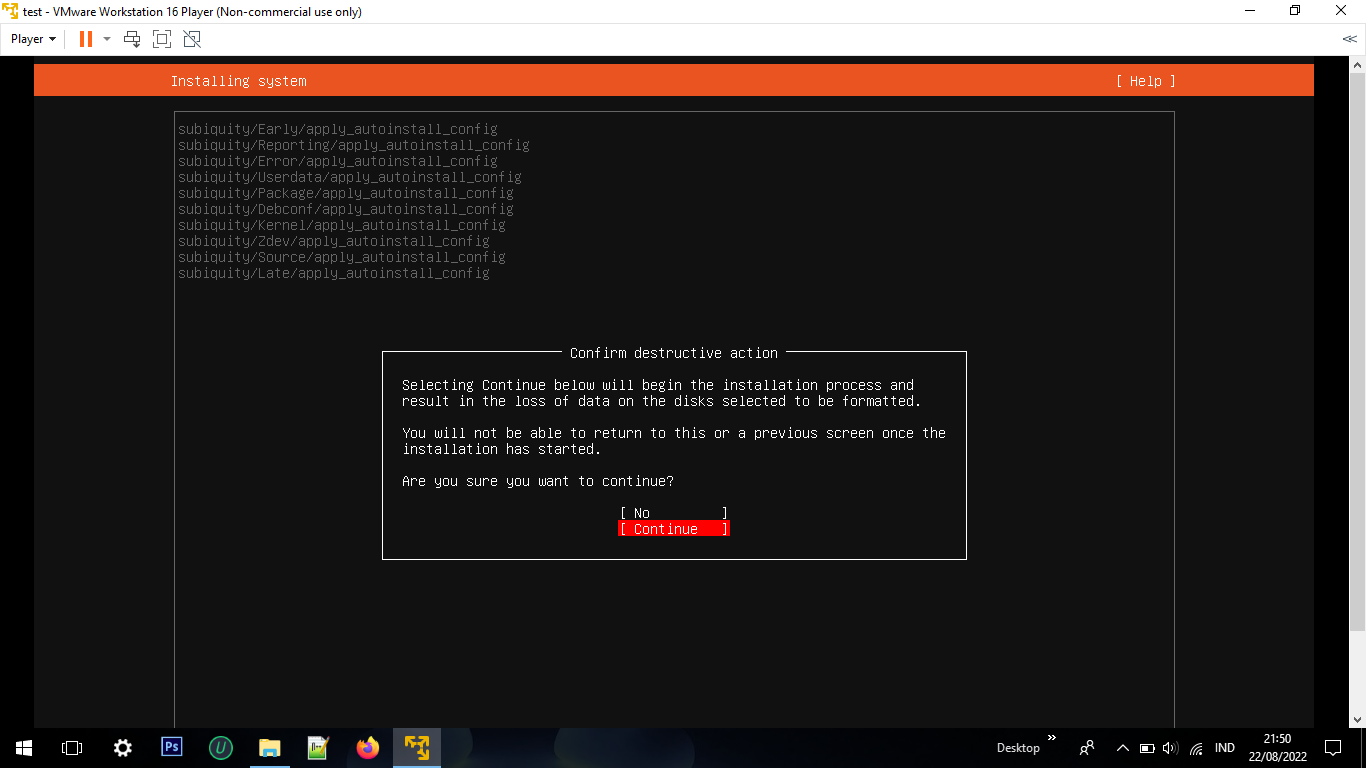 test - VMware Workstation 16 Player (Non-commercial use only)
Player
Installing system
[ Help ]
subiquity/Early/apply_autoinstall_config
subiquity/Reporting/apply_autoinstall_config
subiquity/Error/apply_autoinstall_config
subiquity/Userdata/apply_autoinstall_config
subiquity/Package/apply_autoinstall_config
subiquity/Debconf/apply_autoinstall_config
subiquity/Kernel/apply_autoinstall_config
subiquity/Zdev/apply_autoinstall_config
subiquity/Source/apply_autoinstall_config
subiquity/Late/apply_autoinstall_config
Confirm destructive action
Selecting Continue below will begin the installation process and
result in the loss of data on the disks selected to be formatted.
You will not be able to return to this or a previous screen once the
installation has started.
Are you sure you want to continue?
[ No ]
[ Continue ]
Ps
U
Desktop
IND
21:50
22/08/2022